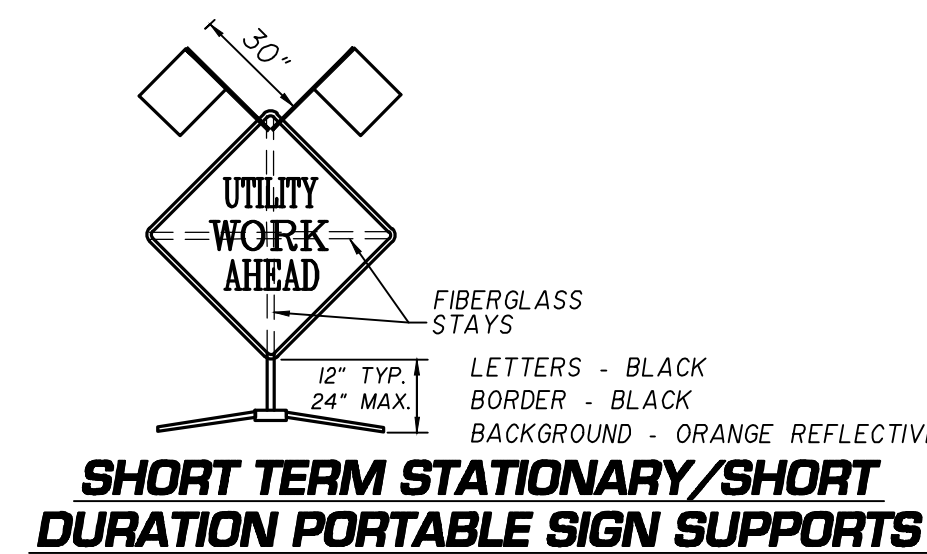 30"
UTILITY
WORK
AHEAD
FIBERGLASS
STAYS
12" TYP.
24" MAX.
LETTERS - BLACK
BORDER - BLACK
BACKGROUND - ORANGE REFLECTIVE
SHORT TERM STATIONARY/SHORT
DURATION PORTABLE SIGN SUPPORTS